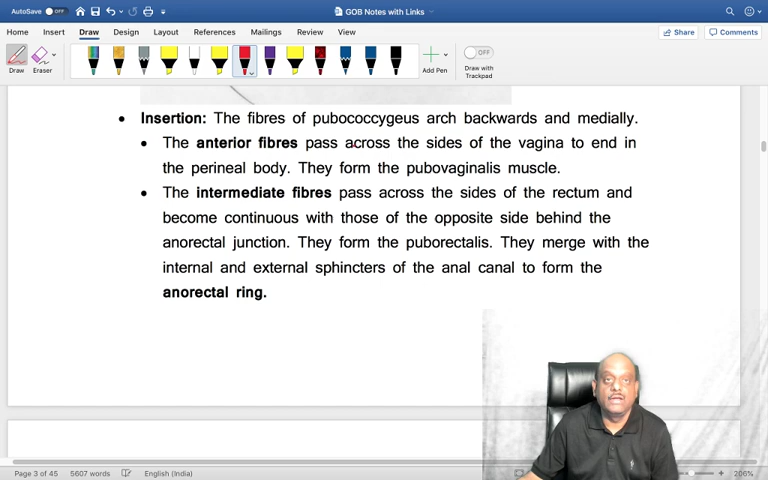 AutoSave OFF
GOB Notes with Links
Home Insert Draw Design Layout References Mailings Review View Share Comments
Draw Eraser Add Pen OFF Draw with Trackpad
• Insertion: The fibres of pubococcygeus arch backwards and medially.
• The anterior fibres pass across the sides of the vagina to end in
the perineal body. They form the pubovaginalis muscle.
• The intermediate fibres pass across the sides of the rectum and
become continuous with those of the opposite side behind the
anorectal junction. They form the puborectalis. They merge with the
internal and external sphincters of the anal canal to form the
anorectal ring.
Page 3 of 45 5607 words English (India) 206%